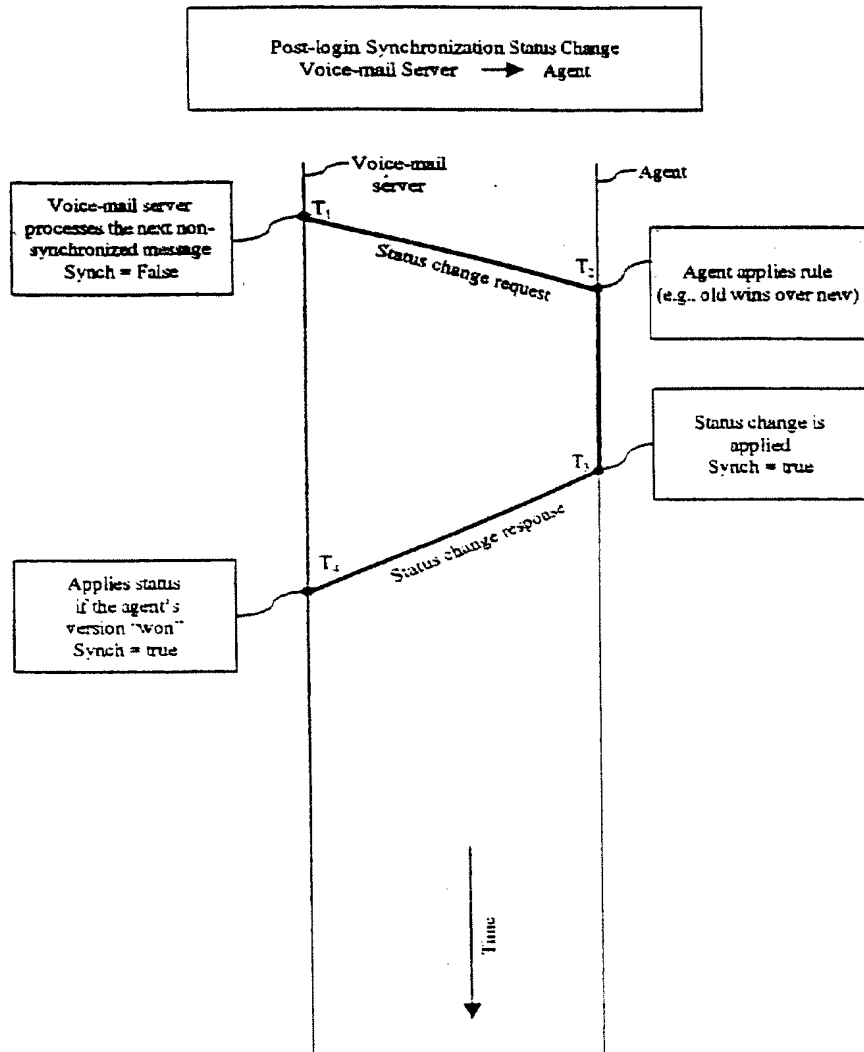 Post-login Synchronization Status Change
Voice-mail Server → Agent
Voice-mail
server
Agent
Voice-mail server
processes the next non-
synchronized message
Synch = False
T1
Status change request
T2
Agent applies rule
(e.g., old wins over new)
Status change is
applied
Synch = true
T3
Status change response
T4
Applies status
if the agent's
version "won"
Synch = true
Time